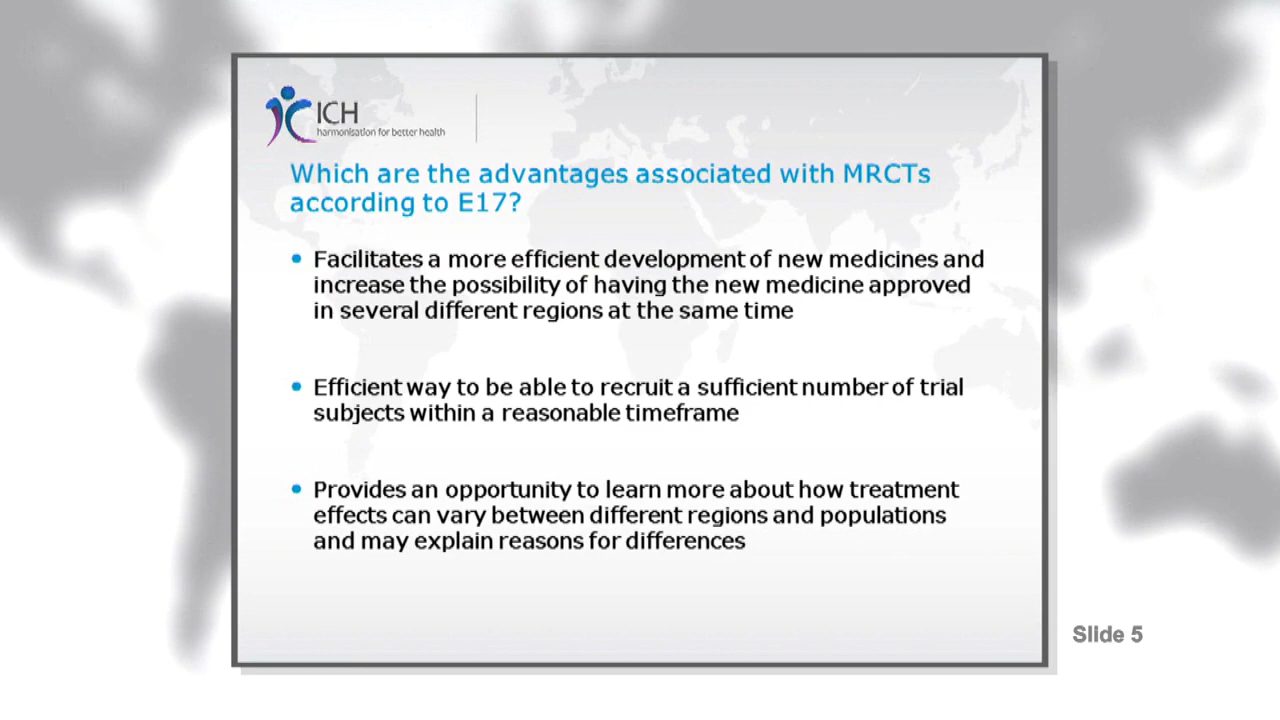 ICH
harmonisation for better health
Which are the advantages associated with MRCTs
according to E17?
• Facilitates a more efficient development of new medicines and
increase the possibility of having the new medicine approved
in several different regions at the same time
• Efficient way to be able to recruit a sufficient number of trial
subjects within a reasonable timeframe
• Provides an opportunity to learn more about how treatment
effects can vary between different regions and populations
and may explain reasons for differences
Slide 5